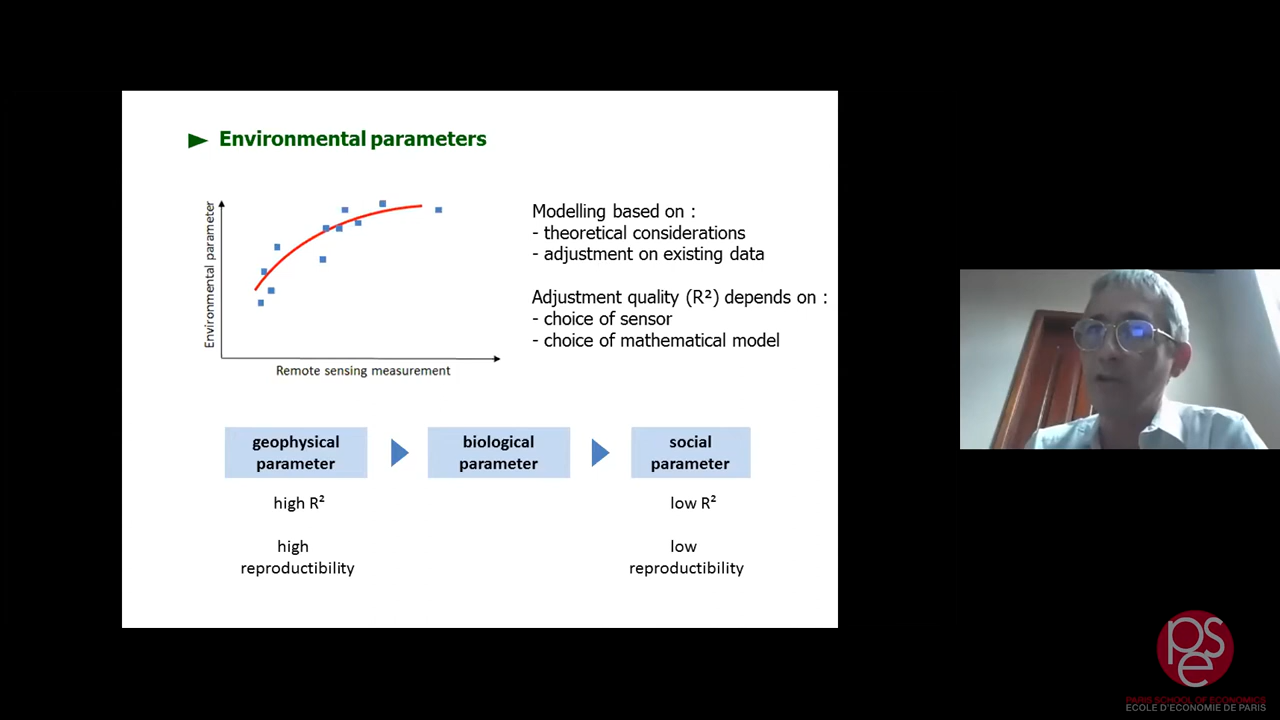 Environmental parameters
Environmental parameter
Remote sensing measurement
Modelling based on :
- theoretical considerations
- adjustment on existing data
Adjustment quality (R²) depends on :
- choice of sensor
- choice of mathematical model
geophysical
parameter
biological
parameter
social
parameter
high R²
low R²
high
reproductibility
low
reproductibility
pse
PARIS SCHOOL OF ECONOMICS
ECOLE D'ECONOMIE DE PARIS